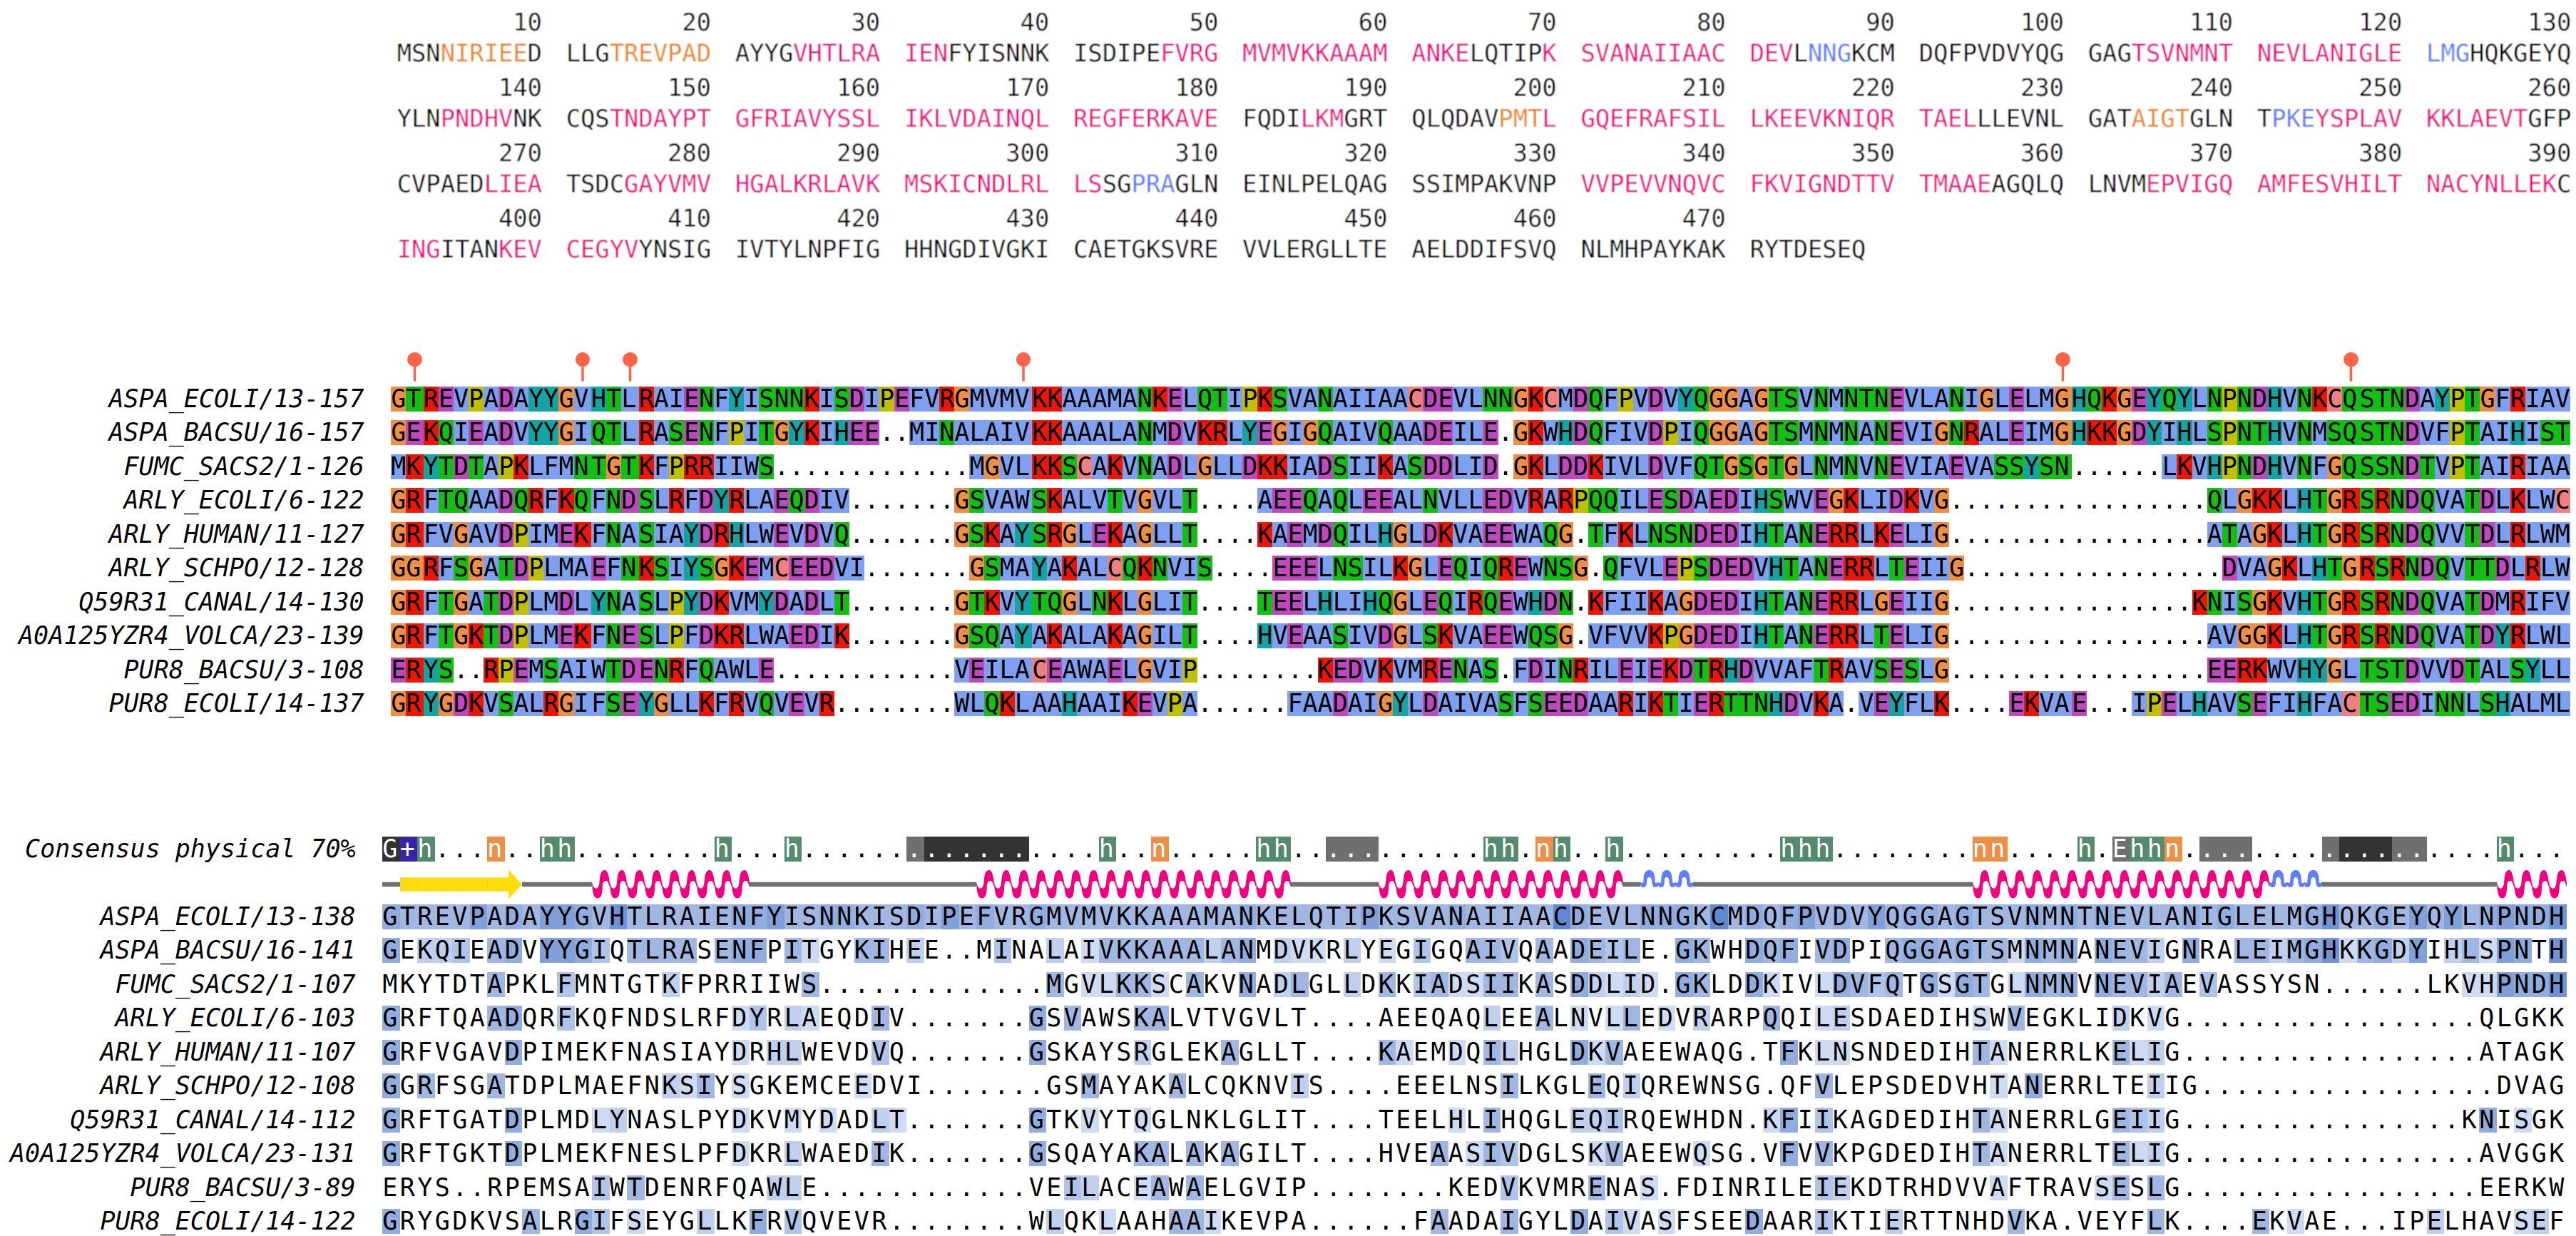 10 20 30 40 50 60 70 80 90 100 110 120 130
MSNNIRIEED LLGTREVPAD AYYGVHTLRA IENFYISNNK ISDIPEFVRG MVMVKKAAAM ANKELQTIPK SVANAIIAAC DEVLNNGKCM DQFPVDVYQG GAGTSVNMNT NEVLANIGLE LMGHQKGEYQ
140 150 160 170 180 190 200 210 220 230 240 250 260
YLNPNDHVNK CQSTNDAYPT GFRIAVYSSL IKLVDAINQL REGFERKAVE FQDILKMGRT QLQDAVPMTL GQEFRAFSIL LKEEVKNIQR TAELLLEVNL GATAIGTGLN TPKEYSPLAV KKLAEVTGFP
270 280 290 300 310 320 330 340 350 360 370 380 390
CVPAEDLIEA TSDCGAYVMV HGALKRLAVK MSKICNDLRL LSSGPRAGLN EINLPELQAG SSIMPAKVNP VVPEVVNQVC FKVIGNDTTV TMAAEAGQLQ LNVMEPVIGQ AMFESVHILT NACYNLLEKC
400 410 420 430 440 450 460 470
INGITANKEV CEGYVYNSIG IVTYLNPFIG HHNGDIVGKI CAETGKSVRE VVLERGLLTE AELDDIFSVQ NLMHPAYKAK RYTDESEQ
ASPA_ECOLI/13-157 GTREVPADAYYGVHTLRAIENFYISNNKISDIPEFVRGMVMVKKAAAMANKELQTIPKSVANAIIAACDEVLNNGKCMDQFPVDVYQGGAGTSVNMNTNEVLANIGLELMGHQKGEYQYLNPNDHVNKCQSTNDAYPTGFRIAV
ASPA_BACSU/16-157 GEKQIEADVYYGIQTLRASENFPITGYKIHEE..MINALAIVKKAAALANMDVKRLYEGIGQAIVQAADEILE.GKWHDQFIVDPIQGGAGTSMNMNANEVIGNRALEIMGHKKGDYIHLSPNTHVNMSQSTNDVFPTAIHIST
FUMC_SACS2/1-126 MKYTDTAPKLFMNTGTKFPRRIIWS.............MGVLKKSCAKVNADLGLLDKKIADSIIKASDDLID.GKLDDKIVLDVFQTGSGTGLNMNVNEVIAEVASSYSN......LKVHPNDHVNFGQSSNDTVPTAIRIAA
ARLY_ECOLI/6-122 GRFTQAADQRFKQFNDSLRFDYRLAEQDIV.......GSVAWSKALVTVGVLT....AEEQAQLEEALNVLLEDVRARPQQILESDAEDIHSWVEGKLIDKVG................QLGKKLHTGRSRNDQVATDLKLWC
ARLY_HUMAN/11-127 GRFVGAVDPIMEKFNASIAYDRHLWEVDVQ.......GSKAYSRGLEKAGLLT....KAEMDQILHGLDKVAEEWAQG.TFKLNSNDEDIHTANERRLKELIG................ATAGKLHTGRSRNDQVVTDLRLWM
ARLY_SCHPO/12-128 GGRFSGATDPLMAEFNKSIYSGKEMCEEDVI.......GSMAYAKALCQKNVIS....EEELNSILKGLEQIQREWNSG.QFVLEPSDEDVHTANERRLTEIIG................DVAGKLHTGRSRNDQVTTDLRLW
Q59R31_CANAL/14-130 GRFTGATDPLMDLYNASLPYDKVMYDADLT.......GTKVYTQGLNKLGLIT....TEELHLIHQGLEQIRQEWHDN.KFIIKAGDEDIHTANERRLGEIIG...............KNISGKVHTGRSRNDQVATDMRIFV
A0A125YZR4_VOLCA/23-139 GRFTGKTDPLMEKFNESLPFDKRLWAEDIK.......GSQAYAKALAKAGILT....HVEAASIVDGLSKVAEEWQSG.VFVVKPGDEDIHTANERRLTELIG................AVGGKLHTGRSRNDQVATDYRLWL
PUR8_BACSU/3-108 ERYS..RPEMSAIWTDENRFQAWLE............VEILACEAWAELGVIP........KEDVKVMRENAS.FDINRILEIEKDTRHDVVAFTRAVSESLG................EERKWVHYGLTSTDVVDTALSYLL
PUR8_ECOLI/14-137 GRYGDKVSALRGIFSEYGLLKFRVQVEVR........WLQKLAAHAAIKEVPA......FAADAIGYLDAIVASFSEEDAARIKTIERTTNHDVKA.VEYFLK....EKVAE...IPELHAVSEFIHFACTSEDINNLSHALML
Consensus physical 70% G+h...n..hh........h...h.................h..n.....hh...........hh.nh..h.........hhh........nn....h.Ehhn..................h...
ASPA_ECOLI/13-138 GTREVPADAYYGVHTLRAIENFYISNNKISDIPEFVRGMVMVKKAAAMANKELQTIPKSVANAIIAACDEVLNNGKCMDQFPVDVYQGGAGTSVNMNTNEVLANIGLELMGHQKGEYQYLNPNDH
ASPA_BACSU/16-141 GEKQIEADVYYGIQTLRASENFPITGYKIHEE..MINALAIVKKAAALANMDVKRLYEGIGQAIVQAADEILE.GKWHDQFIVDPIQGGAGTSMNMNANEVIGNRALEIMGHKKGDYIHLSPNTH
FUMC_SACS2/1-107 MKYTDTAPKLFMNTGTKFPRRIIWS.............MGVLKKSCAKVNADLGLLDKKIADSIIKASDDLID.GKLDDKIVLDVFQTGSGTGLNMNVNEVIAEVASSYSN......LKVHPNDH
ARLY_ECOLI/6-103 GRFTQAADQRFKQFNDSLRFDYRLAEQDIV.......GSVAWSKALVTVGVLT....AEEQAQLEEALNVLLEDVRARPQQILESDAEDIHSWVEGKLIDKVG.................QLGKK
ARLY_HUMAN/11-107 GRFVGAVDPIMEKFNASIAYDRHLWEVDVQ.......GSKAYSRGLEKAGLLT....KAEMDQILHGLDKVAEEWAQG.TFKLNSNDEDIHTANERRLKELIG.................ATAGK
ARLY_SCHPO/12-108 GGRFSGATDPLMAEFNKSIYSGKEMCEEDVI.......GSMAYAKALCQKNVIS....EEELNSILKGLEQIQREWNSG.QFVLEPSDEDVHTANERRLTEIIG.................DVAG
Q59R31_CANAL/14-112 GRFTGATDPLMDLYNASLPYDKVMYDADLT.......GTKVYTQGLNKLGLIT....TEELHLIHQGLEQIRQEWHDN.KFIIKAGDEDIHTANERRLGEIIG................KNISGK
A0A125YZR4_VOLCA/23-131 GRFTGKTDPLMEKFNESLPFDKRLWAEDIK.......GSQAYAKALAKAGILT....HVEAASIVDGLSKVAEEWQSG.VFVVKPGDEDIHTANERRLTELIG.................AVGGK
PUR8_BACSU/3-89 ERYS..RPEMSAIWTDENRFQAWLE............VEILACEAWAELGVIP........KEDVKVMRENAS.FDINRILEIEKDTRHDVVAFTRAVSESLG.................EERKW
PUR8_ECOLI/14-122 GRYGDKVSALRGIFSEYGLLKFRVQVEVR........WLQKLAAHAAIKEVPA......FAADAIGYLDAIVASFSEEDAARIKTIERTTNHDVKA.VEYFLK....EKVAE...IPELHAVSEF